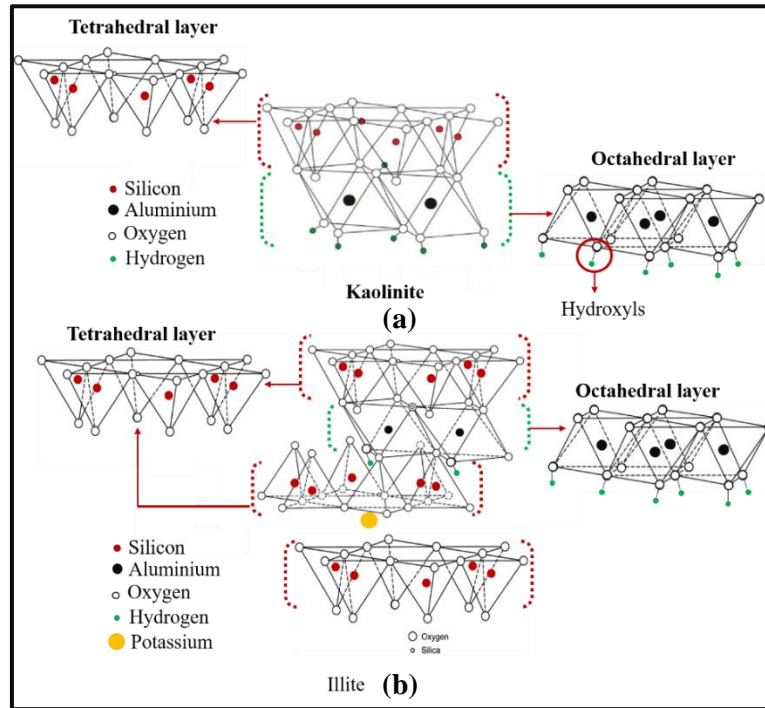 Tetrahedral layer
Octahedral layer
Silicon
Aluminium
Oxygen
Hydrogen
Kaolinite
(a)
Hydroxyls
Tetrahedral layer
Octahedral layer
Silicon
Aluminium
Oxygen
Hydrogen
Potassium
Oxygen
Silica
Illite (b)